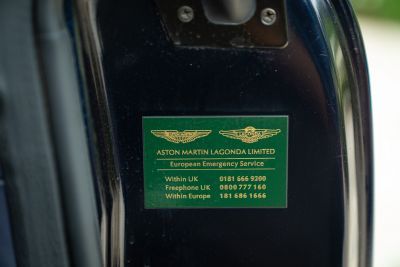 ASTON MARTIN LAGONDA LIMITED
European Emergency Service
Within UK 0181 666 9200
Freephone UK 0800 777 160
Within Europe 181 686 1666